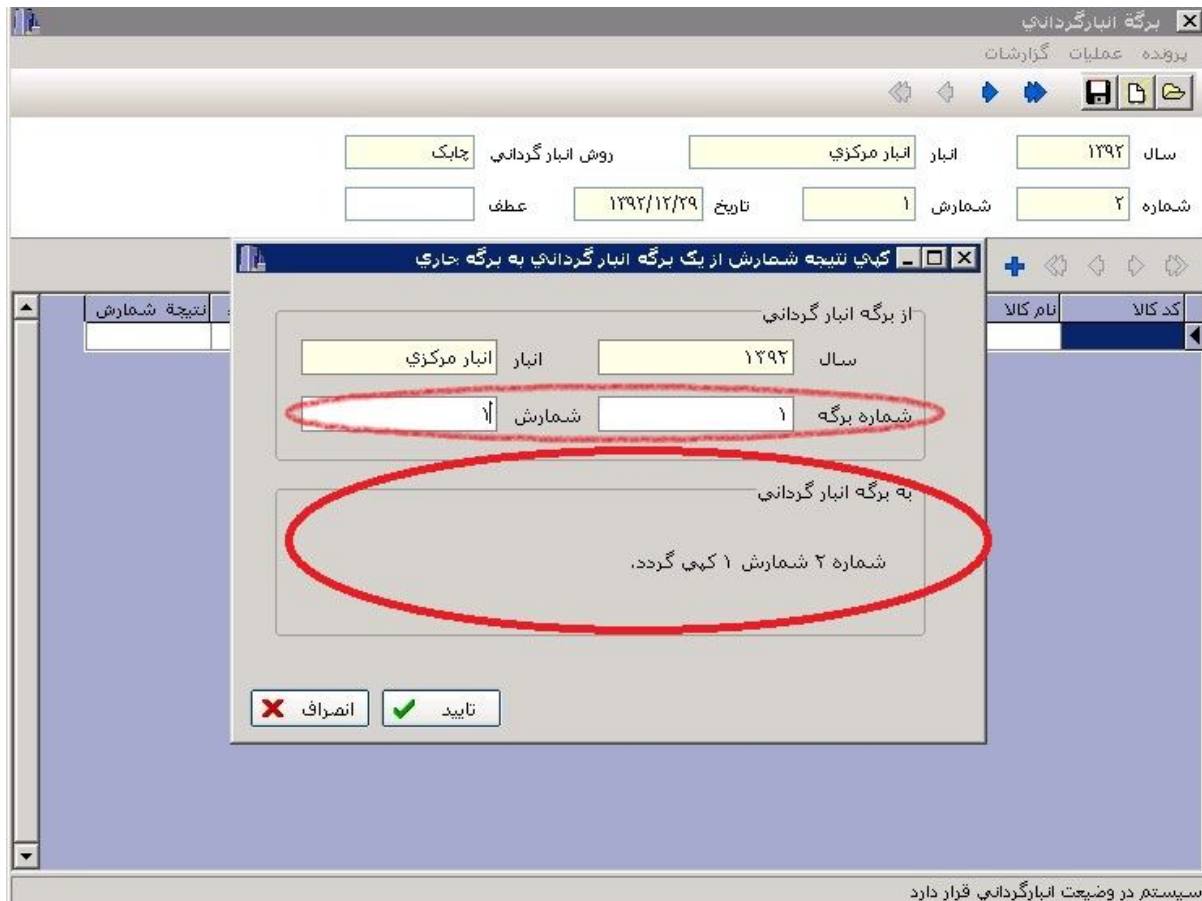 برگة انبارگرداني
پرونده عمليات گزارشات
سال ۱۳۹۲ انبار انبار مرکزي روش انبار گرداني چابک
شماره ۲ شمارش ۱ تاريخ ۱۳۹۲/۱۲/۲۹ عطف
کپي نتيجه شمارش از يک برگه انبار گرداني به برگه جاري
کد کالا نام کالا نتيجة شمارش
از برگه انبار گرداني
سال ۱۳۹۲ انبار انبار مرکزي
شماره برگه ۱ شمارش ۱
به برگه انبار گرداني
شماره ۲ شمارش ۱ کپي گردد.
تاييد انصراف
سيستم در وضيعت انبارگرداني قرار دارد